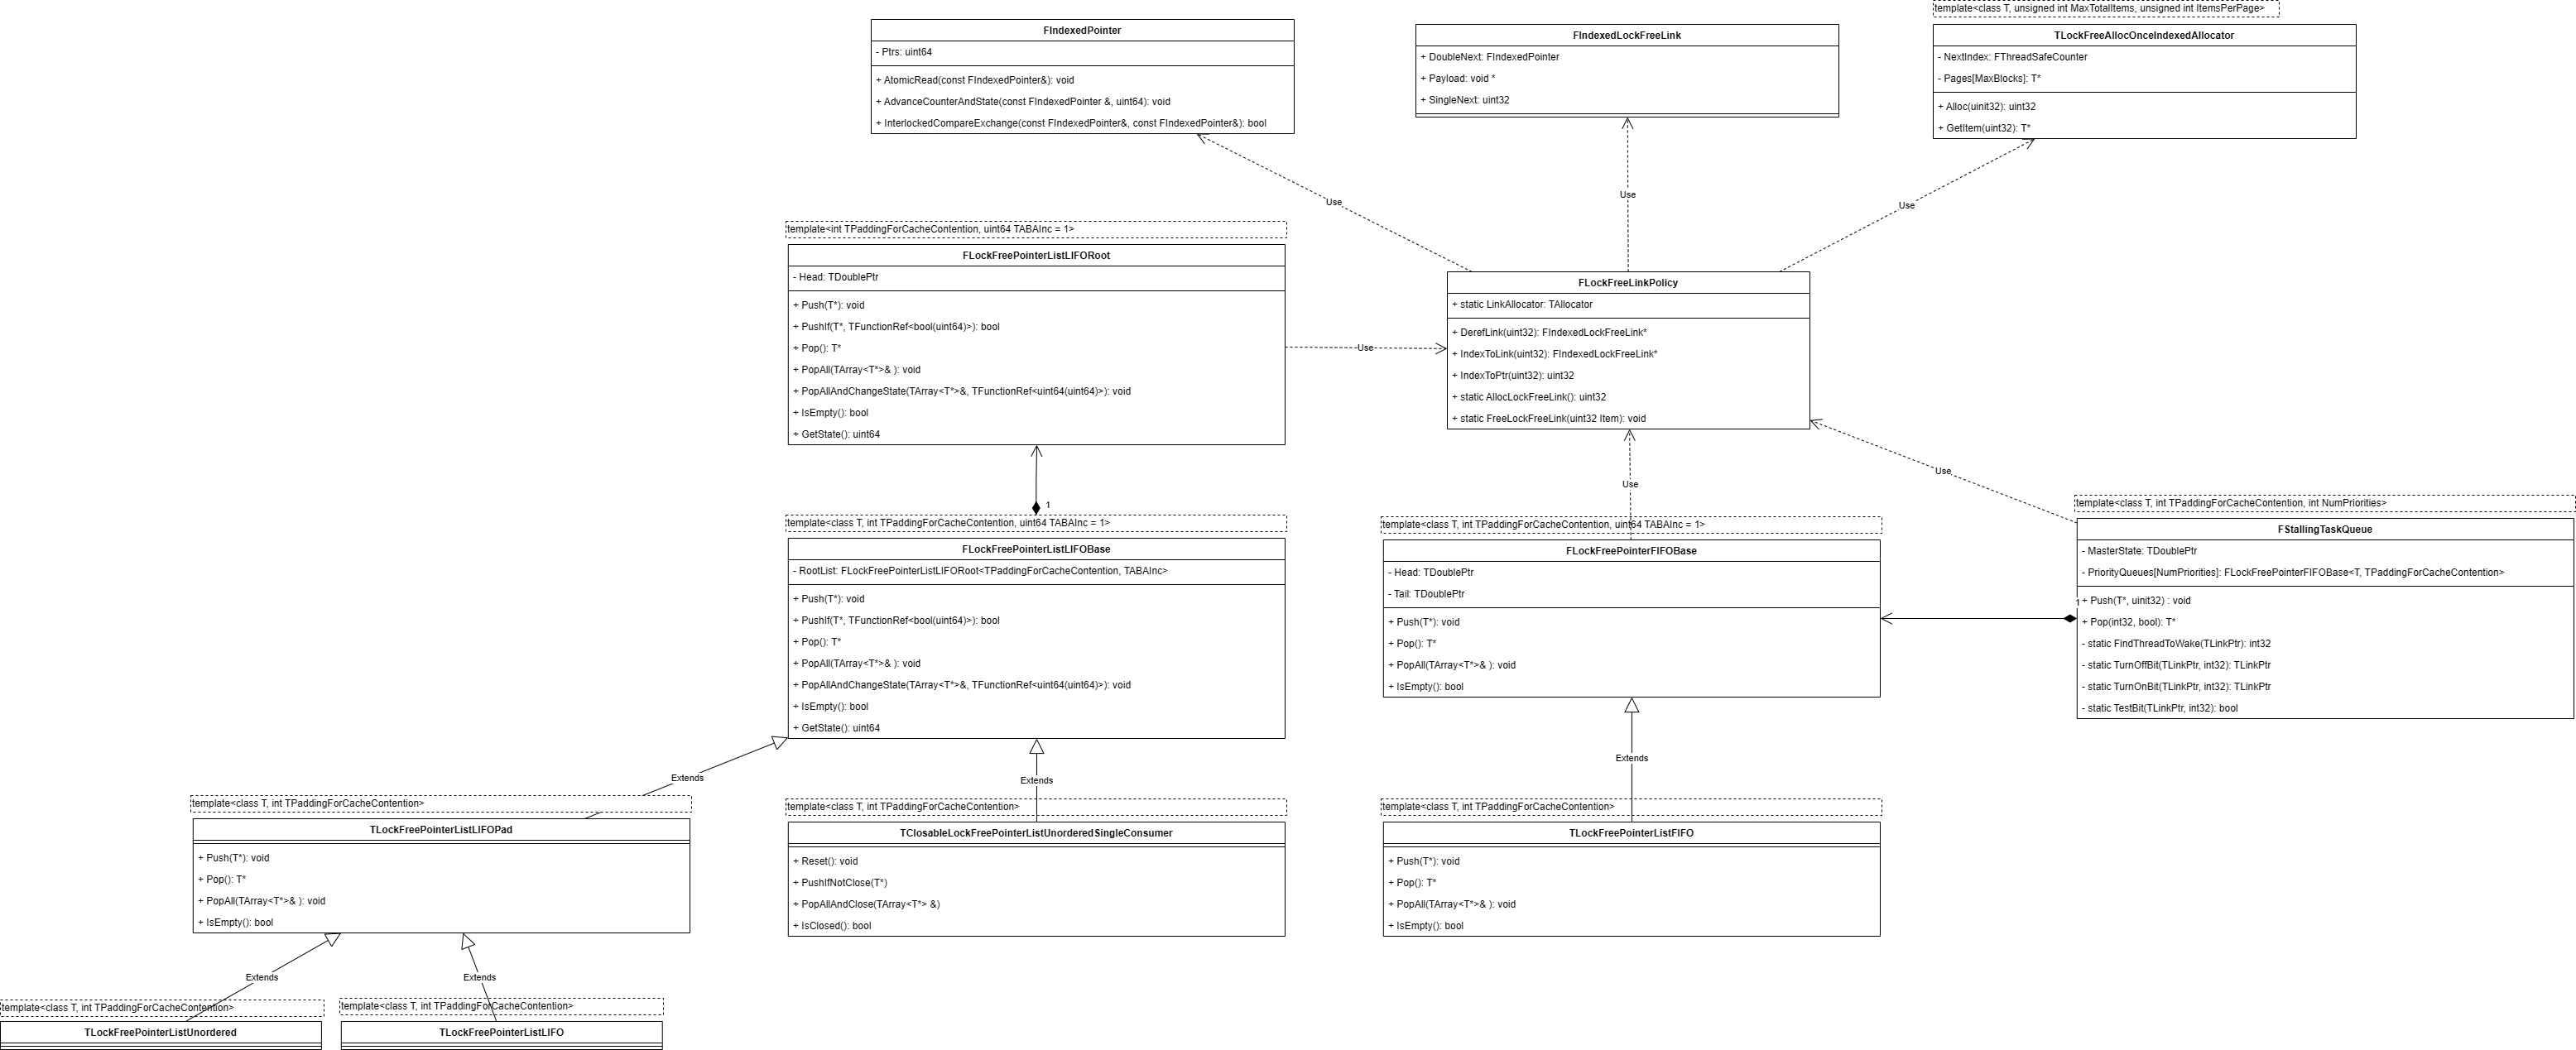 template<class T, unsigned int MaxTotalItems, unsigned int ItemsPerPage>
FIndexedPointer
- Ptrs: uint64
+ AtomicRead(const FIndexedPointer&): void
+ AdvanceCounterAndState(const FIndexedPointer &, uint64): void
+ InterlockedCompareExchange(const FIndexedPointer&, const FIndexedPointer&): bool
FIndexedLockFreeLink
+ DoubleNext: FIndexedPointer
+ Payload: void *
+ SingleNext: uint32
TLockFreeAllocOnceIndexedAllocator
- NextIndex: FThreadSafeCounter
- Pages[MaxBlocks]: T*
+ Alloc(uinit32): uint32
+ GetItem(uint32): T*
Use
Use
Use
template<int TPaddingForCacheContention, uint64 TABAInc = 1>
FLockFreePointerListLIFORoot
- Head: TDoublePtr
+ Push(T*): void
+ PushIf(T*, TFunctionRef<bool(uint64)>): bool
+ Pop(): T*
+ PopAll(TArray<T*>& ): void
+ PopAllAndChangeState(TArray<T*>&, TFunctionRef<uint64(uint64)>): void
+ IsEmpty(): bool
+ GetState(): uint64
Use
FLockFreeLinkPolicy
+ static LinkAllocator: TAllocator
+ DerefLink(uint32): FIndexedLockFreeLink*
+ IndexToLink(uint32): FIndexedLockFreeLink*
+ IndexToPtr(uint32): uint32
+ static AllocLockFreeLink(): uint32
+ static FreeLockFreeLink(uint32 Item): void
Use
Use
1
template<class T, int TPaddingForCacheContention, uint64 TABAInc = 1>
FLockFreePointerListLIFOBase
- RootList: FLockFreePointerListLIFORoot<TPaddingForCacheContention, TABAInc>
+ Push(T*): void
+ PushIf(T*, TFunctionRef<bool(uint64)>): bool
+ Pop(): T*
+ PopAll(TArray<T*>& ): void
+ PopAllAndChangeState(TArray<T*>&, TFunctionRef<uint64(uint64)>): void
+ IsEmpty(): bool
+ GetState(): uint64
template<class T, int TPaddingForCacheContention, uint64 TABAInc = 1>
FLockFreePointerFIFOBase
- Head: TDoublePtr
- Tail: TDoublePtr
+ Push(T*): void
+ Pop(): T*
+ PopAll(TArray<T*>& ): void
+ IsEmpty(): bool
template<class T, int TPaddingForCacheContention, int NumPriorities>
FStallingTaskQueue
- MasterState: TDoublePtr
- PriorityQueues[NumPriorities]: FLockFreePointerFIFOBase<T, TPaddingForCacheContention>
1
+ Push(T*, uinit32) : void
+ Pop(int32, bool): T*
- static FindThreadToWake(TLinkPtr): int32
- static TurnOffBit(TLinkPtr, int32): TLinkPtr
- static TurnOnBit(TLinkPtr, int32): TLinkPtr
- static TestBit(TLinkPtr, int32): bool
Extends
Extends
Extends
template<class T, int TPaddingForCacheContention>
TLockFreePointerListLIFOPad
+ Push(T*): void
+ Pop(): T*
+ PopAll(TArray<T*>& ): void
+ IsEmpty(): bool
template<class T, int TPaddingForCacheContention>
TClosableLockFreePointerListUnorderedSingleConsumer
+ Reset(): void
+ PushIfNotClose(T*)
+ PopAllAndClose(TArray<T*> &)
+ IsClosed(): bool
template<class T, int TPaddingForCacheContention>
TLockFreePointerListFIFO
+ Push(T*): void
+ Pop(): T*
+ PopAll(TArray<T*>& ): void
+ IsEmpty(): bool
Extends
Extends
template<class T, int TPaddingForCacheContention>
TLockFreePointerListUnordered
template<class T, int TPaddingForCacheContention>
TLockFreePointerListLIFO